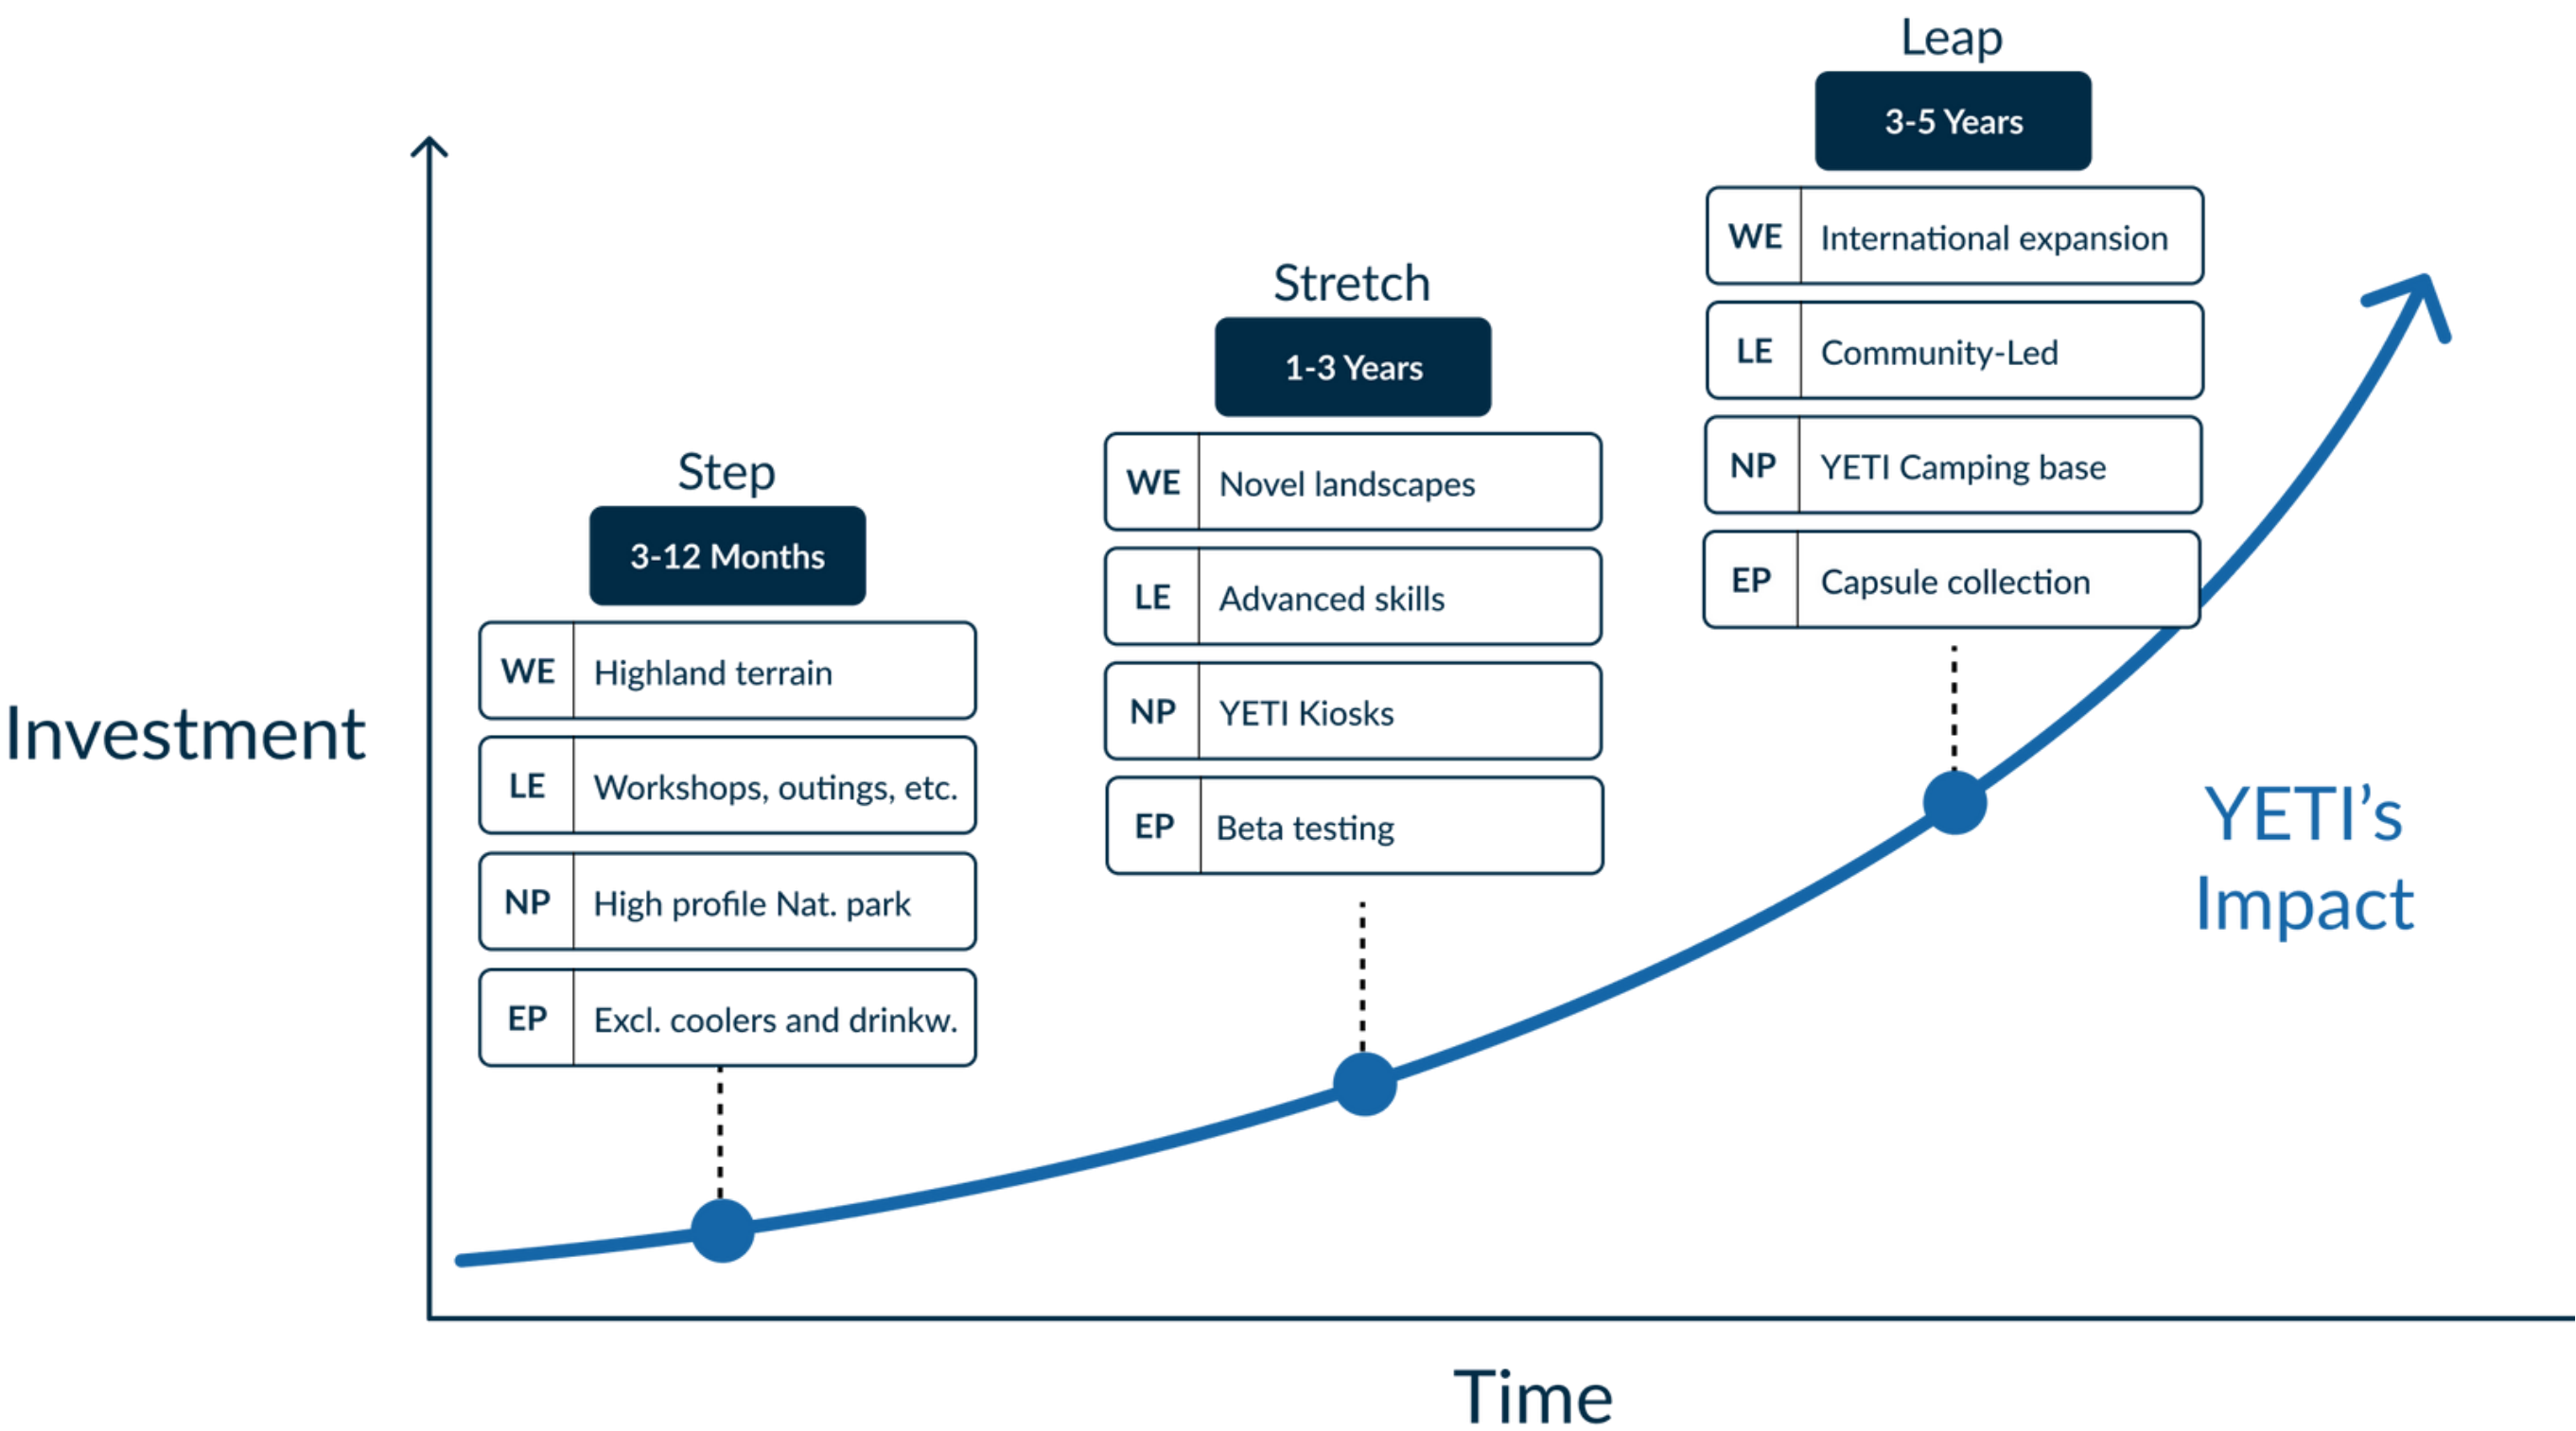 Leap
3-5 Years
WE International expansion
LE Community-Led
NP YETI Camping base
EP Capsule collection
Stretch
1-3 Years
WE Novel landscapes
LE Advanced skills
NP YETI Kiosks
EP Beta testing
Step
3-12 Months
WE Highland terrain
LE Workshops, outings, etc.
NP High profile Nat. park
EP Excl. coolers and drinkw.
Investment
YETI’s
Impact
Time